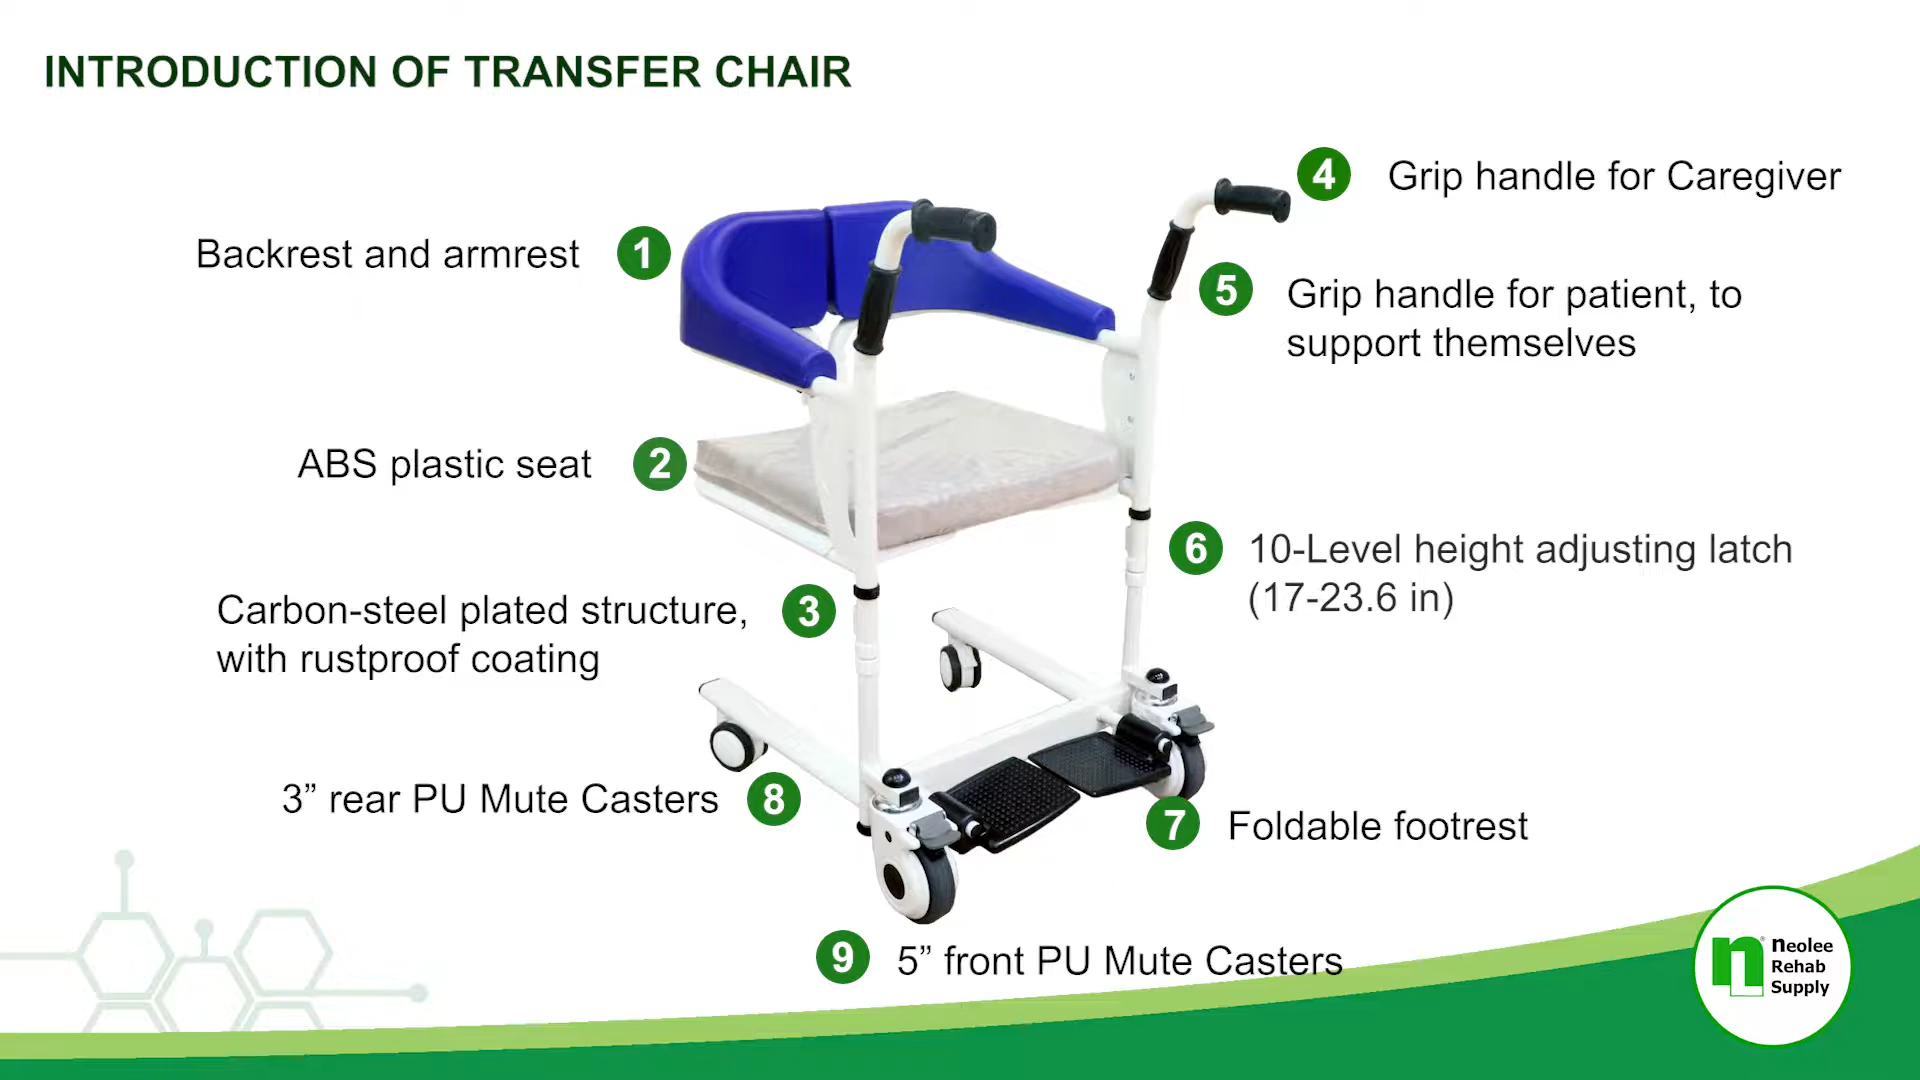 INTRODUCTION OF TRANSFER CHAIR
4 Grip handle for Caregiver
Backrest and armrest 1
5 Grip handle for patient, to
support themselves
ABS plastic seat 2
6 10-Level height adjusting latch
(17-23.6 in)
Carbon-steel plated structure, 3
with rustproof coating
3” rear PU Mute Casters 8
7 Foldable footrest
9 5” front PU Mute Casters
n® neolee
Rehab
Supply